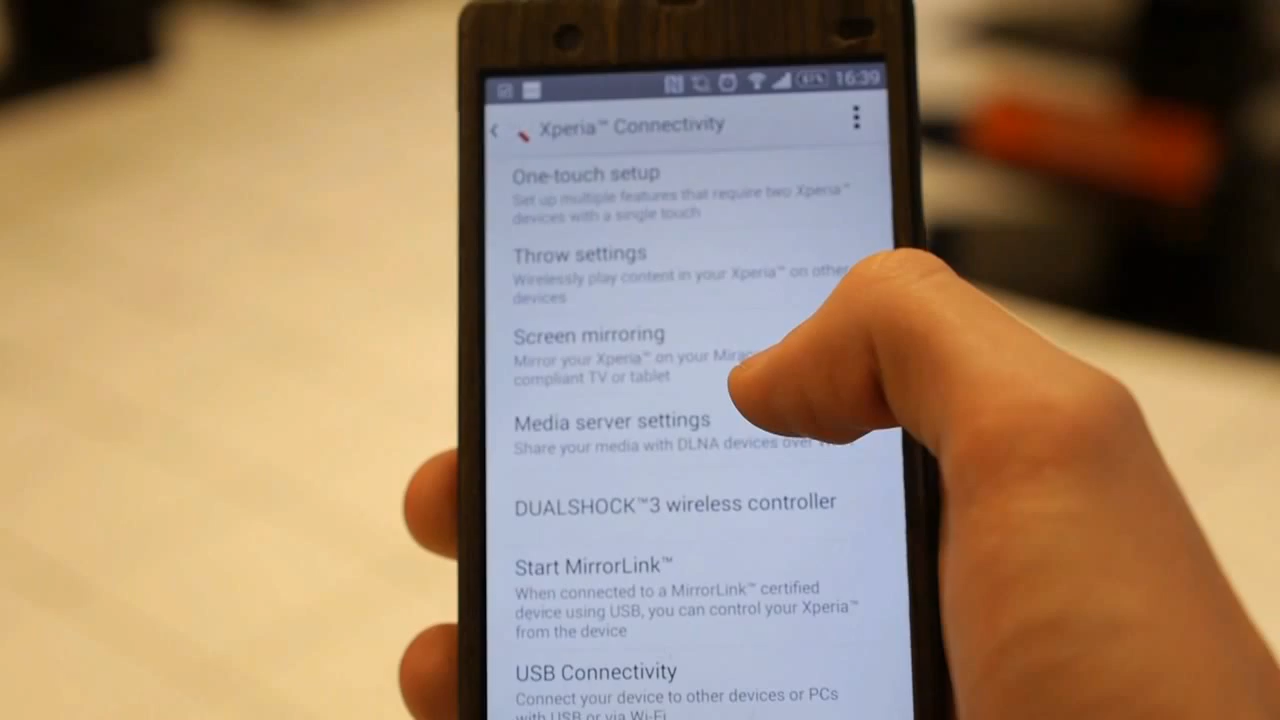 16:39
Xperia™ Connectivity
One-touch setup
Set up multiple features that require two Xperia™
devices with a single touch
Throw settings
Wirelessly play content in your Xperia™ on other
devices
Screen mirroring
Mirror your Xperia™ on your
compliant TV or tablet
Media server settings
Share your media with DLNA devices over
DUALSHOCK™3 wireless controller
Start MirrorLink™
When connected to a MirrorLink™ certified
device using USB, you can control your Xperia™
from the device
USB Connectivity
Connect your device to other devices or PCs
with USB or via Wi-Fi